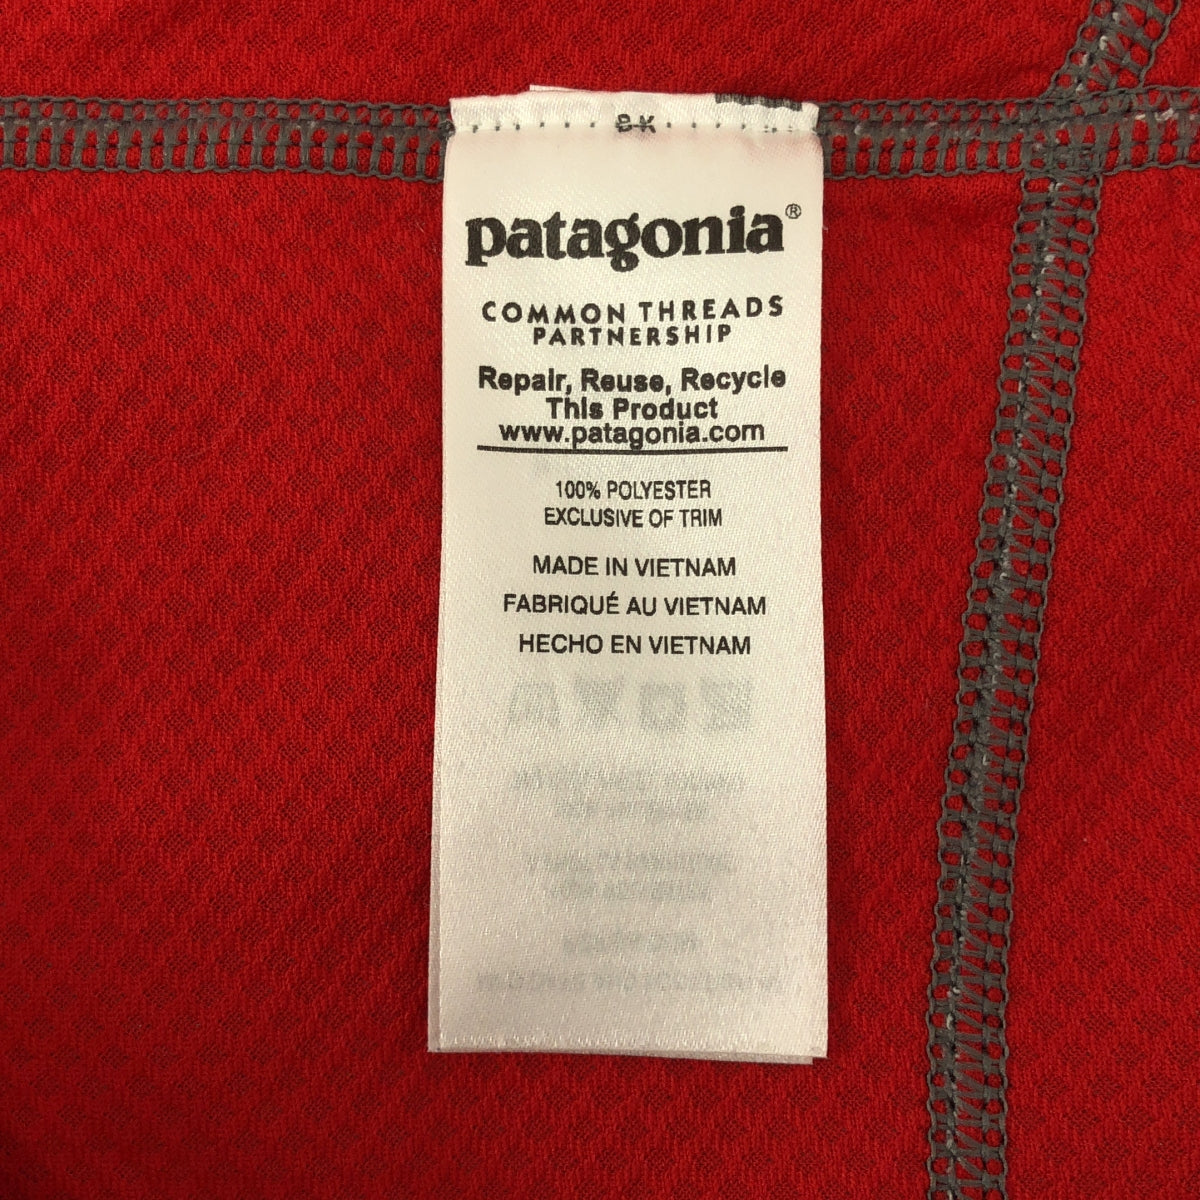 patagonia®
COMMON THREADS
PARTNERSHIP
Repair, Reuse, Recycle
This Product
www.patagonia.com
100% POLYESTER
EXCLUSIVE OF TRIM
MADE IN VIETNAM
FABRIQUÉ AU VIETNAM
HECHO EN VIETNAM